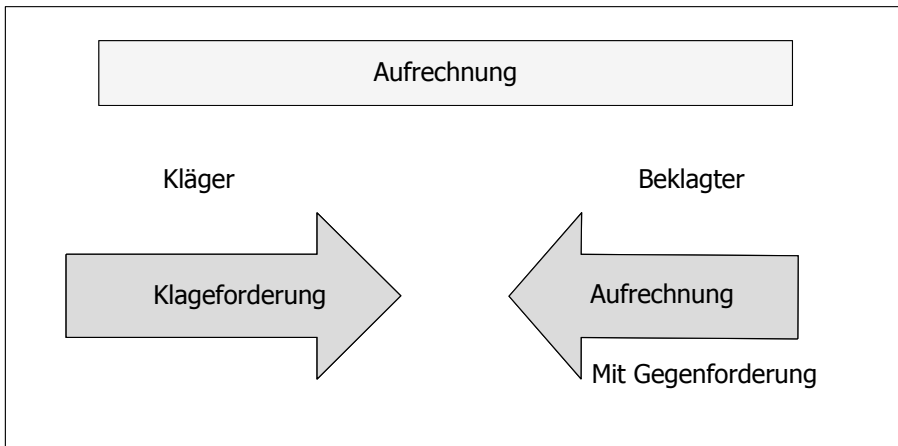 Aufrechnung
Kläger
Beklagter
Klageforderung
Aufrechnung
Mit Gegenforderung